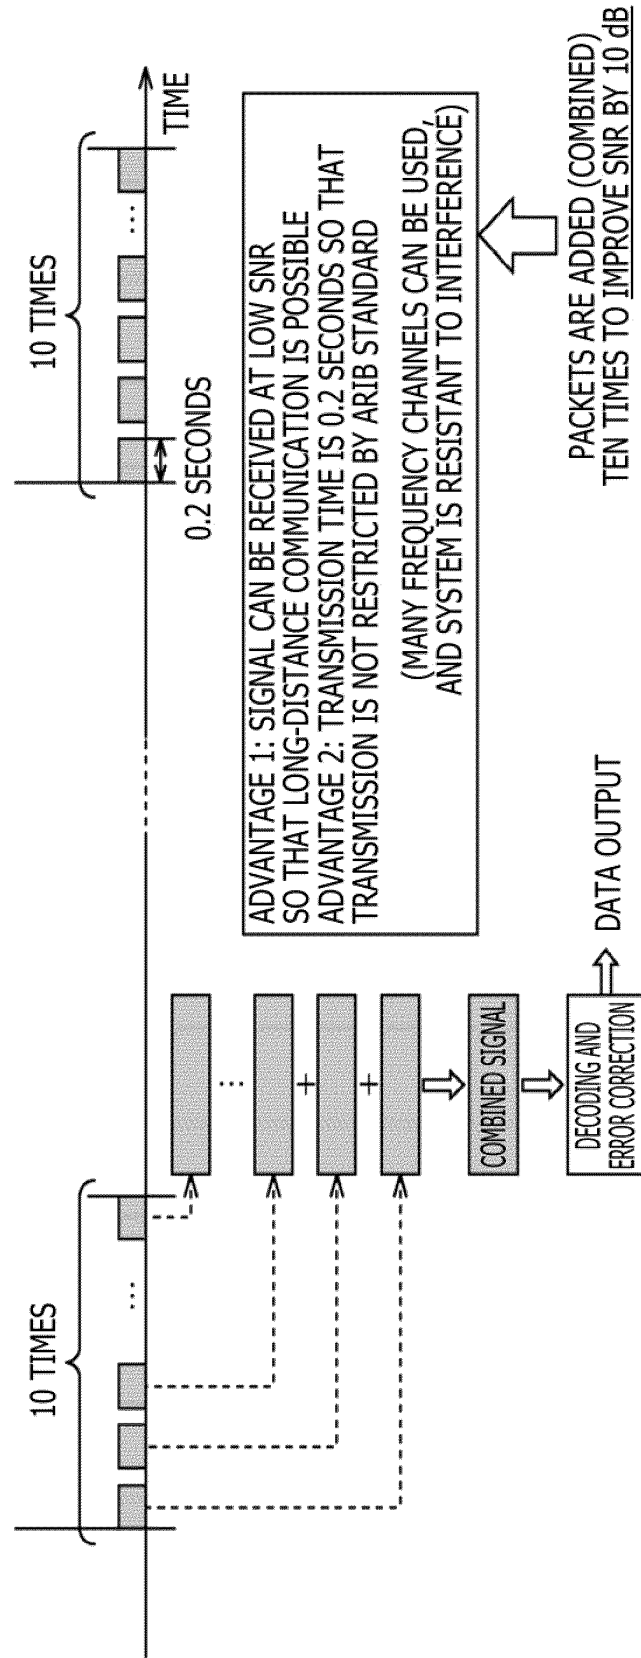 10 TIMES
10 TIMES
TIME
0.2 SECONDS
...
...
...
+
+
COMBINED SIGNAL
DECODING AND
ERROR CORRECTION
DATA OUTPUT
ADVANTAGE 1: SIGNAL CAN BE RECEIVED AT LOW SNR
SO THAT LONG-DISTANCE COMMUNICATION IS POSSIBLE
ADVANTAGE 2: TRANSMISSION TIME IS 0.2 SECONDS SO THAT
TRANSMISSION IS NOT RESTRICTED BY ARIB STANDARD
(MANY FREQUENCY CHANNELS CAN BE USED,
AND SYSTEM IS RESISTANT TO INTERFERENCE)
PACKETS ARE ADDED (COMBINED)
TEN TIMES TO IMPROVE SNR BY 10 dB